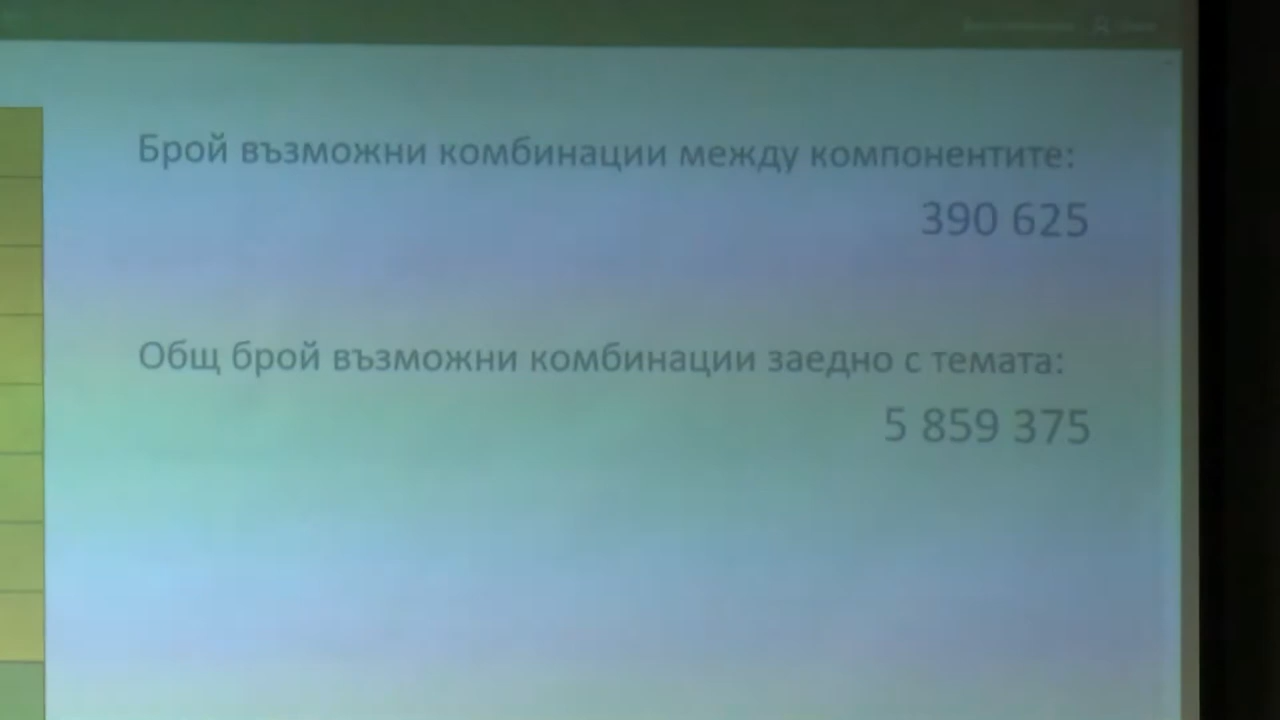 Брой възможни комбинации между компонентите:
390 625
Общ брой възможни комбинации заедно с темата:
5 859 375